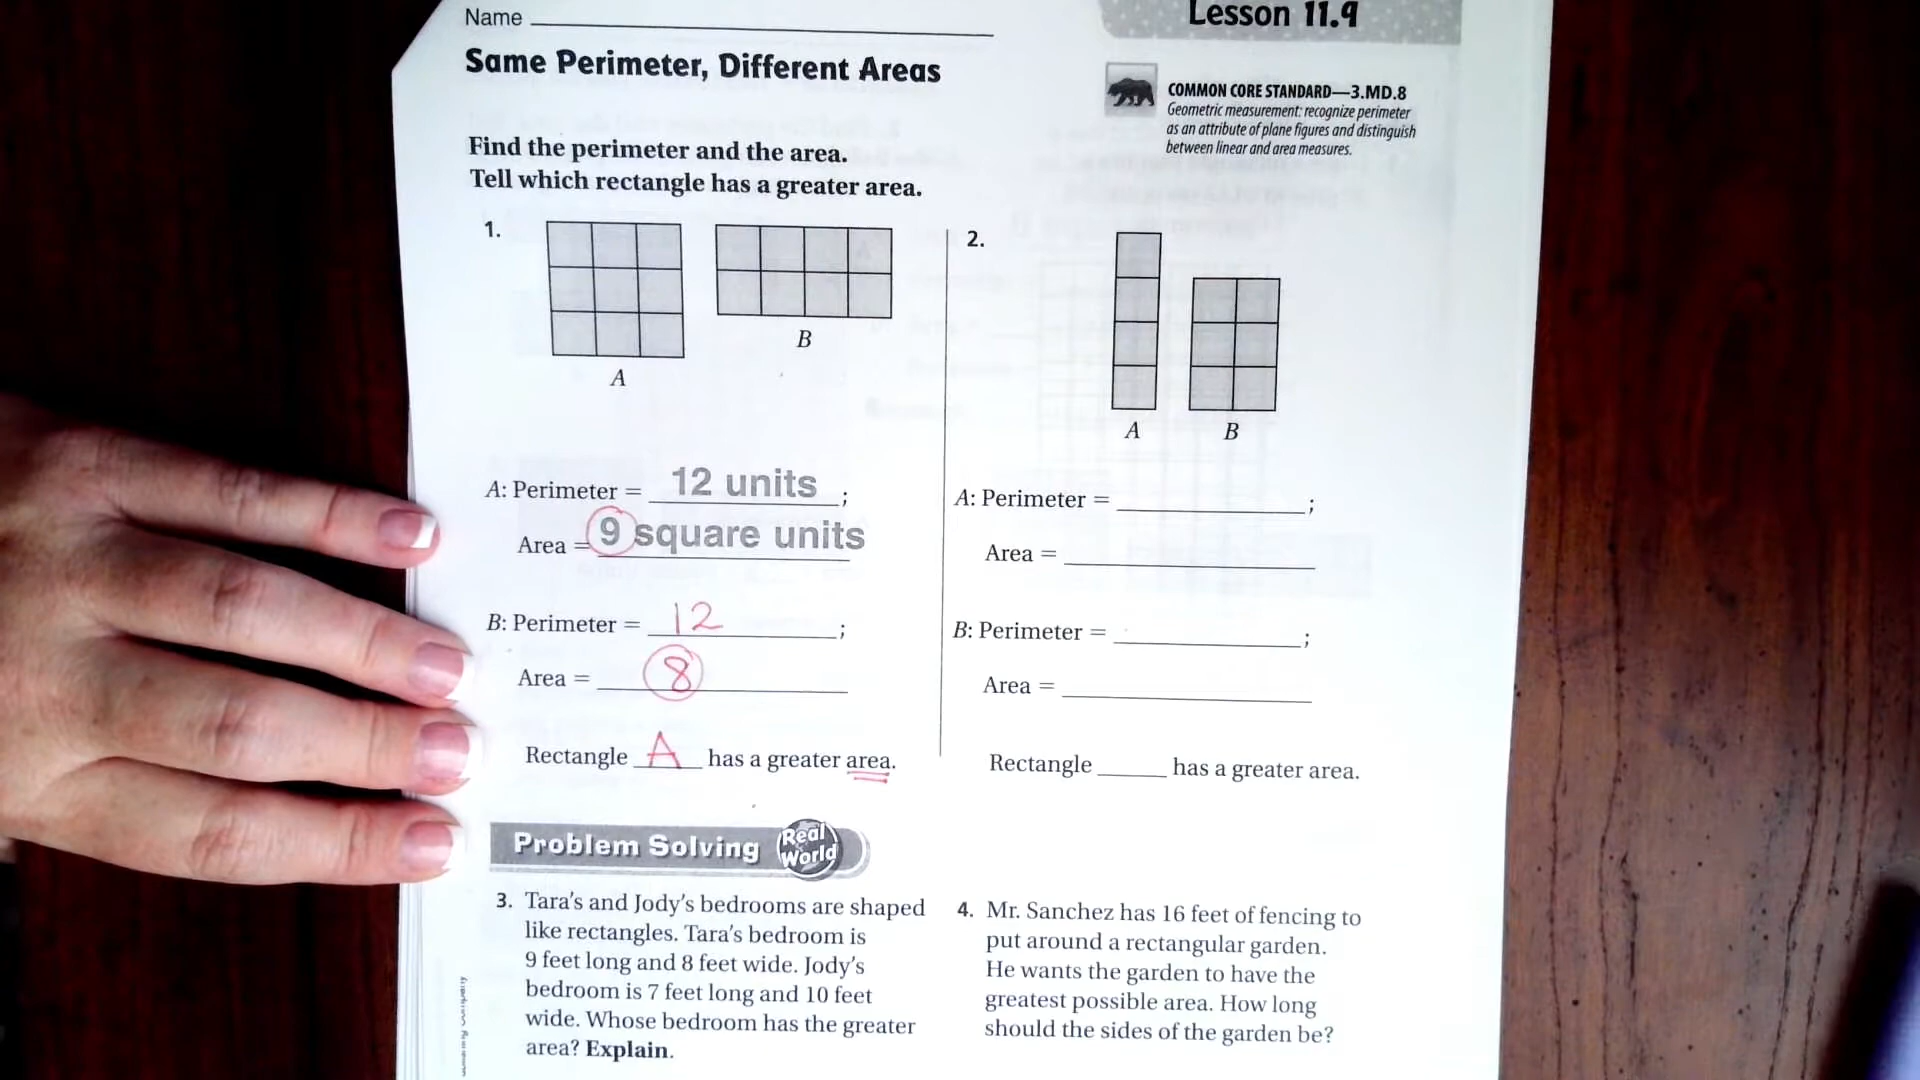 Name
Lesson 11.9
Same Perimeter, Different Areas
COMMON CORE STANDARD—3.MD.8
Geometric measurement: recognize perimeter
as an attribute of plane figures and distinguish
between linear and area measures.
Find the perimeter and the area.
Tell which rectangle has a greater area.
1.
A
B
A: Perimeter = 12 units ;
Area = 9 square units
B: Perimeter = 12 ;
Area = 8
Rectangle A has a greater area.
2.
A
B
A: Perimeter = ;
Area =
B: Perimeter = ;
Area =
Rectangle has a greater area.
Problem Solving Real World
3. Tara's and Jody's bedrooms are shaped
like rectangles. Tara's bedroom is
9 feet long and 8 feet wide. Jody's
bedroom is 7 feet long and 10 feet
wide. Whose bedroom has the greater
area? Explain.
4. Mr. Sanchez has 16 feet of fencing to
put around a rectangular garden.
He wants the garden to have the
greatest possible area. How long
should the sides of the garden be?